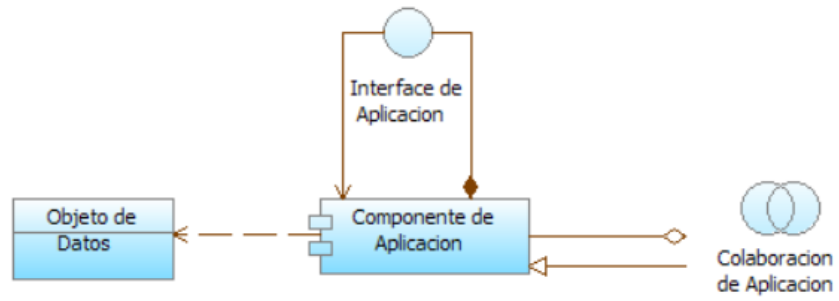 Interface de
Aplicacion
Objeto de
Datos
Componente de
Aplicacion
Colaboracion
de Aplicacion